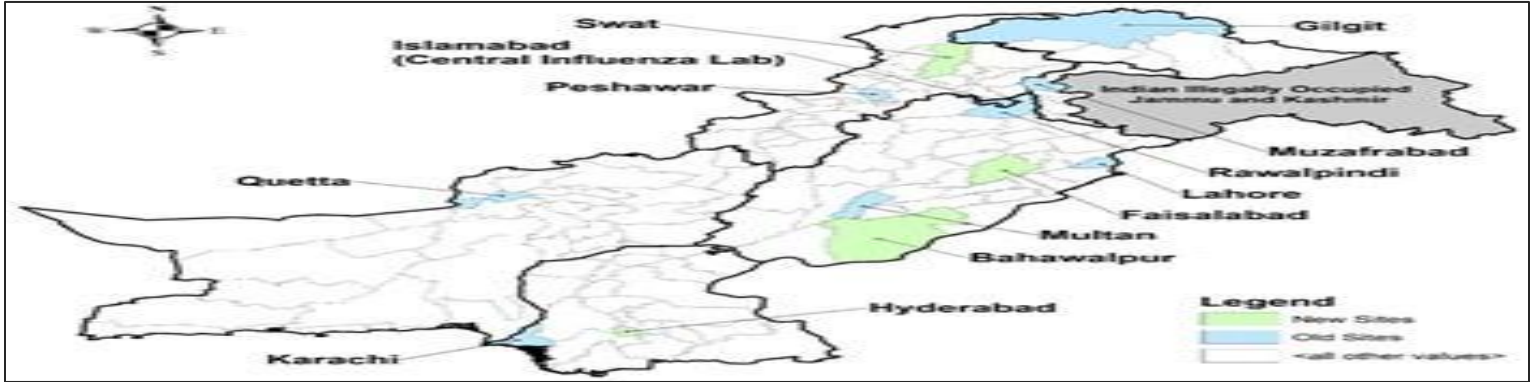 N
W E
S
Swat
Islamabad
(Central Influenza Lab)
Peshawar
Quetta
Karachi
Gilgit
Indian Illegally Occupied
Jammu and Kashmir
Muzafrabad
Rawalpindi
Lahore
Faisalabad
Multan
Bahawalpur
Hyderabad
Legend
New Sites
Old Sites
<all other values>